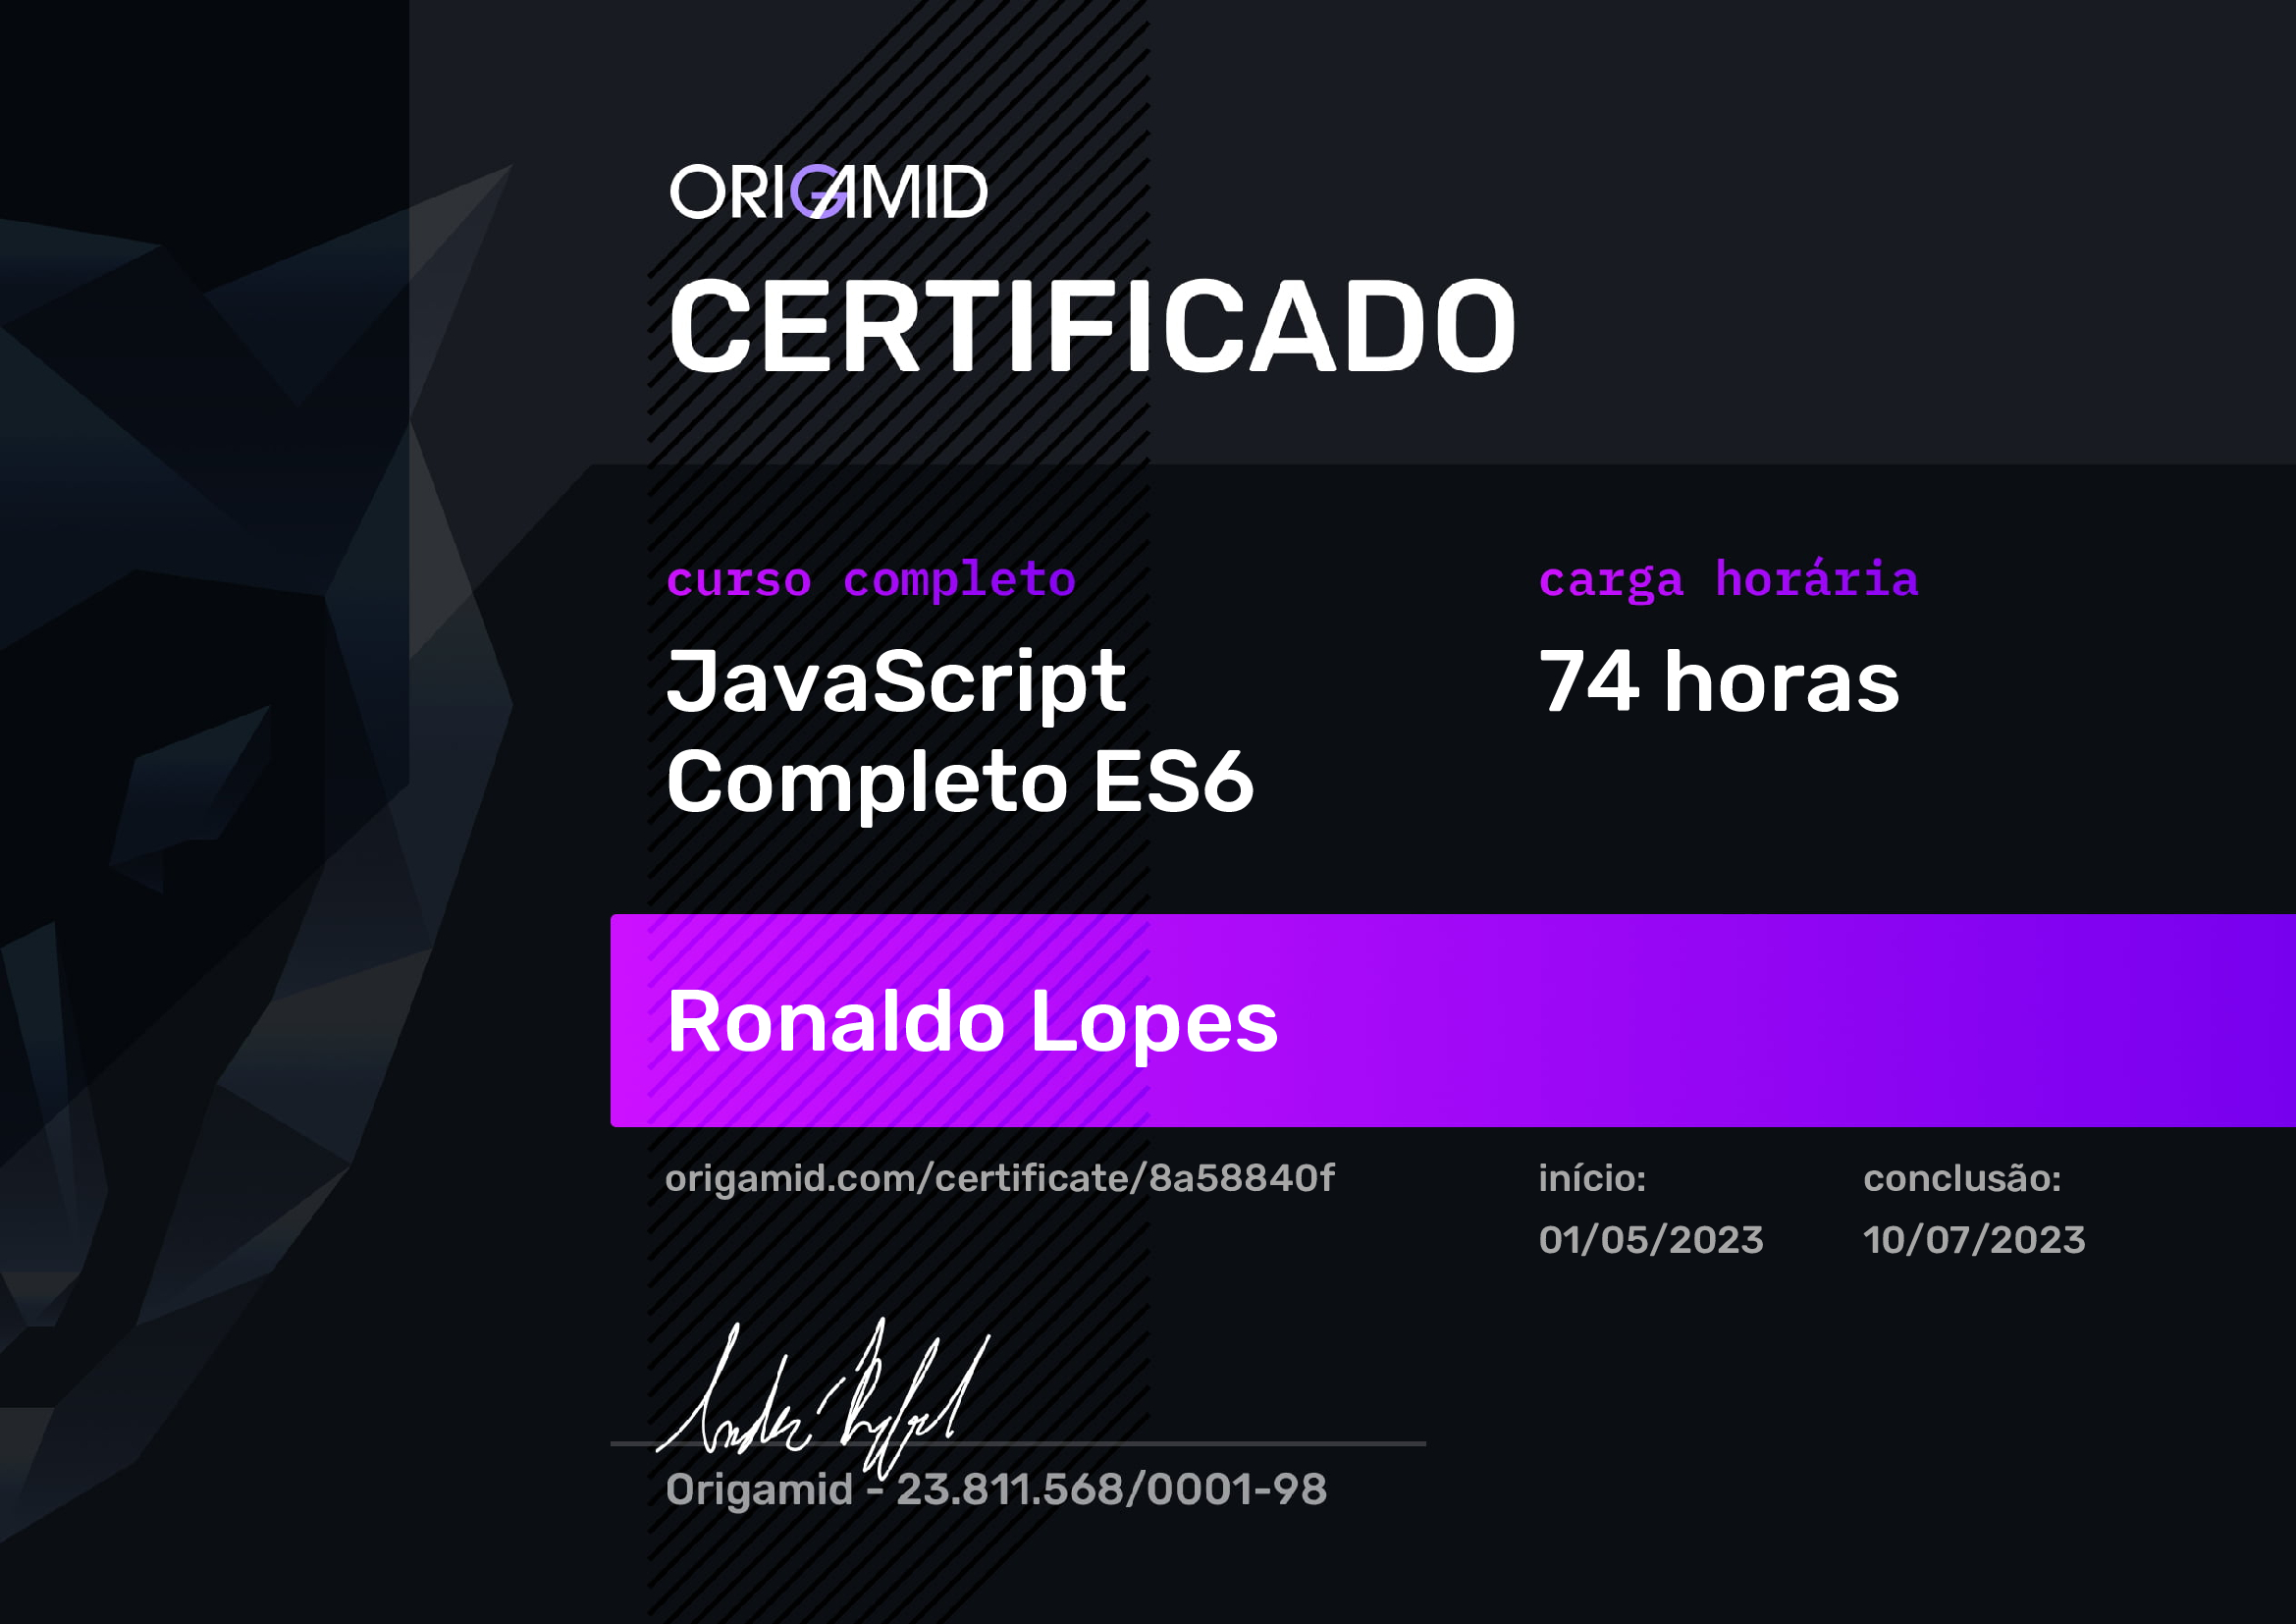 ORIGAMID
CERTIFICADO
curso completo
JavaScript
Completo ES6
carga horária
74 horas
Ronaldo Lopes
origamid.com/certificate/8a58840f
início:
01/05/2023
conclusão:
10/07/2023
Origamid - 23.811.568/0001-98